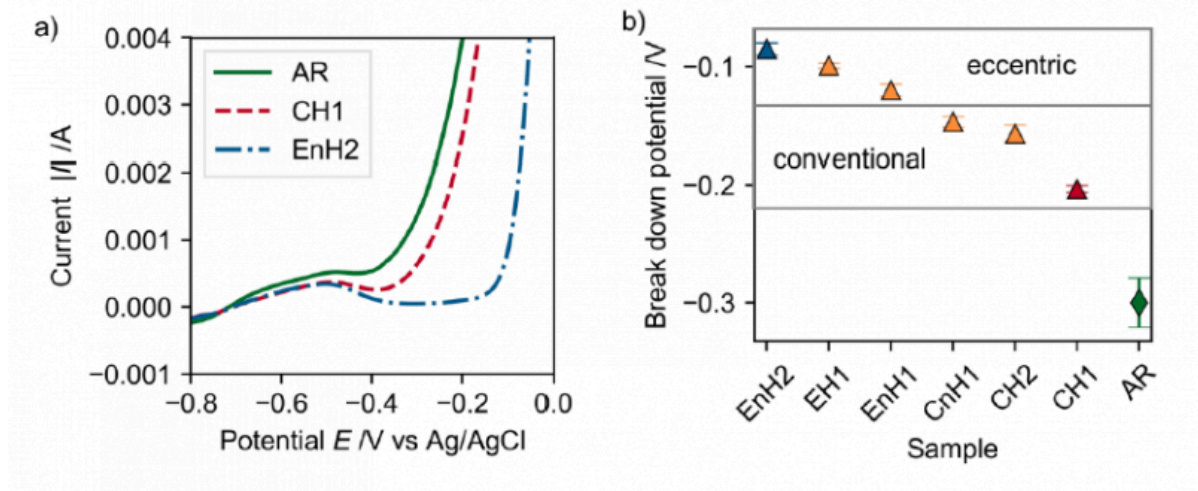 a)
0.004
0.003
0.002
0.001
0.000
−0.001
Current |I| /A
AR
CH1
EnH2
−0.8
−0.6
−0.4
−0.2
0.0
Potential E /V vs Ag/AgCl
b)
−0.1
−0.2
−0.3
Break down potential /V
eccentric
conventional
EnH2
EH1
EnH1
CnH1
CH2
CH1
AR
Sample